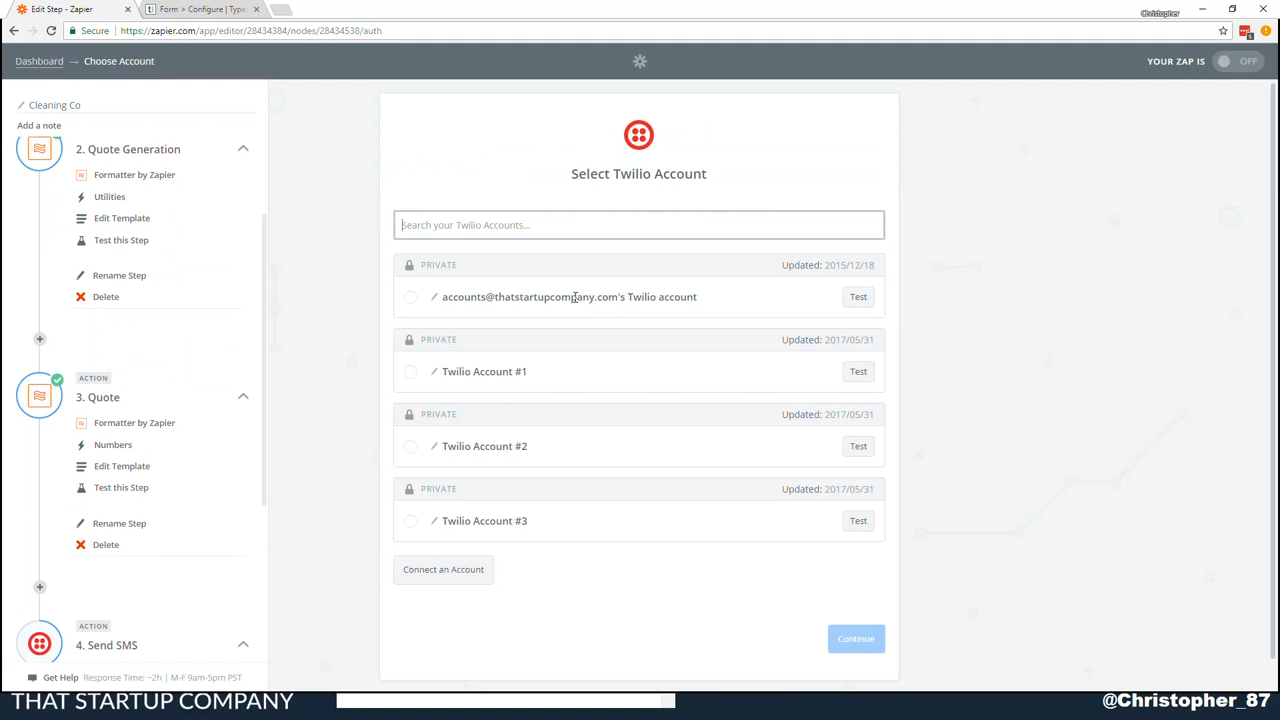 Edit Step - Zapier
Form > Configure | Type
Christopher
Secure
https://zapier.com/app/editor/28434384/nodes/28434538/auth
Dashboard → Choose Account
YOUR ZAP IS OFF
Cleaning Co
Add a note
2. Quote Generation
Formatter by Zapier
Utilities
Edit Template
Test this Step
Rename Step
Delete
ACTION
3. Quote
Formatter by Zapier
Numbers
Edit Template
Test this Step
Rename Step
Delete
ACTION
4. Send SMS
Get Help Response Time: ~2h | M-F 9am-5pm PST
Select Twilio Account
Search your Twilio Accounts...
PRIVATE Updated: 2015/12/18
accounts@thatstartupcompany.com's Twilio account Test
PRIVATE Updated: 2017/05/31
Twilio Account #1 Test
PRIVATE Updated: 2017/05/31
Twilio Account #2 Test
PRIVATE Updated: 2017/05/31
Twilio Account #3 Test
Connect an Account
Continue
THAT STARTUP COMPANY
@Christopher_87